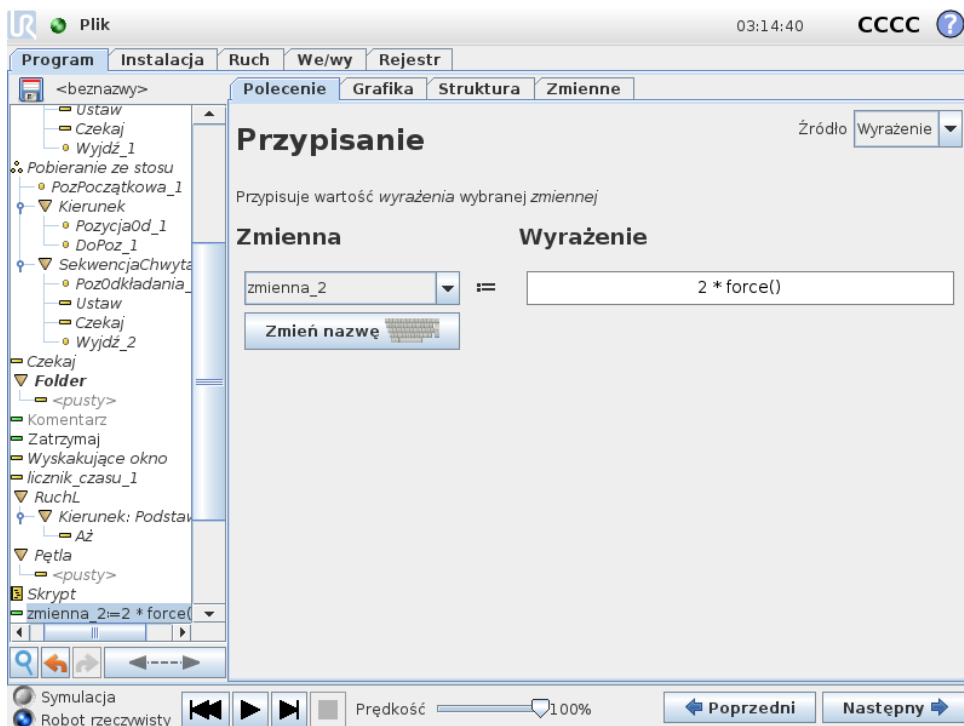 UR Plik 03:14:40 CCCC ?
Program Instalacja Ruch We/wy Rejestr
<beznazwy>
Polecenie Grafika Struktura Zmienne
Ustaw
Czekaj
Wyjdź_1
Pobieranie ze stosu
PozPoczątkowa_1
Kierunek
PozycjaOd_1
DoPoz_1
SekwencjaChwyta
PozOdkładania_
Ustaw
Czekaj
Wyjdź_2
Czekaj
Folder
<pusty>
Komentarz
Zatrzymaj
Wyskakujące okno
licznik_czasu_1
RuchL
Kierunek: Podstaw
Aż
Pętla
<pusty>
Skrypt
zmienna_2:=2 * force(
Przypisanie
Źródło Wyrażenie
Przypisuje wartość wyrażenia wybranej zmiennej
Zmienna Wyrażenie
zmienna_2 := 2 * force()
Zmień nazwę
Symulacja
Robot rzeczywisty
Prędkość 100%
Poprzedni Następny